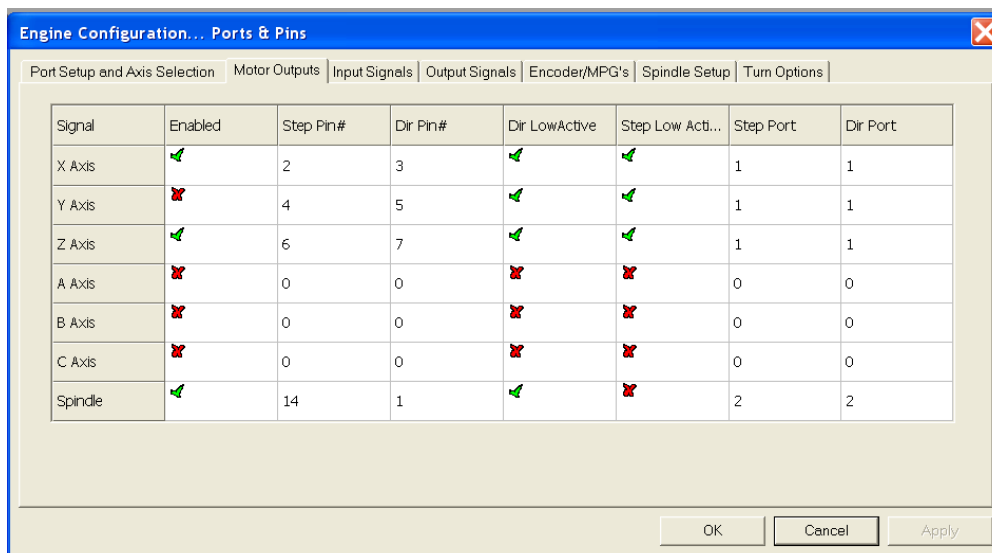 Engine Configuration... Ports & Pins
Port Setup and Axis Selection Motor Outputs Input Signals Output Signals Encoder/MPG's Spindle Setup Turn Options
Signal Enabled Step Pin# Dir Pin# Dir LowActive Step Low Acti... Step Port Dir Port
X Axis 2 3 1 1
Y Axis 4 5 1 1
Z Axis 6 7 1 1
A Axis 0 0 0 0
B Axis 0 0 0 0
C Axis 0 0 0 0
Spindle 14 1 2 2
OK Cancel Apply